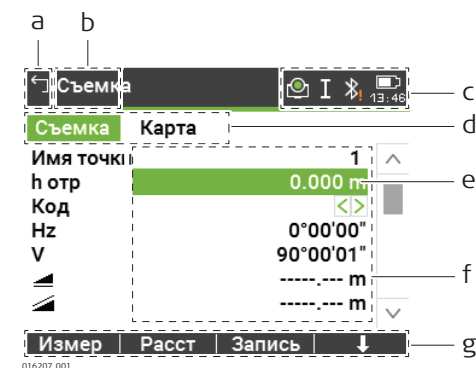 a b
Съемка I 13:46 c
Съемка Карта d
Имя точки 1
h отр 0.000 m e
Код <>
Hz 0°00'00"
V 90°00'01"
-----.--- m f
-----.--- m
Измер Расст Запись g
016207_001